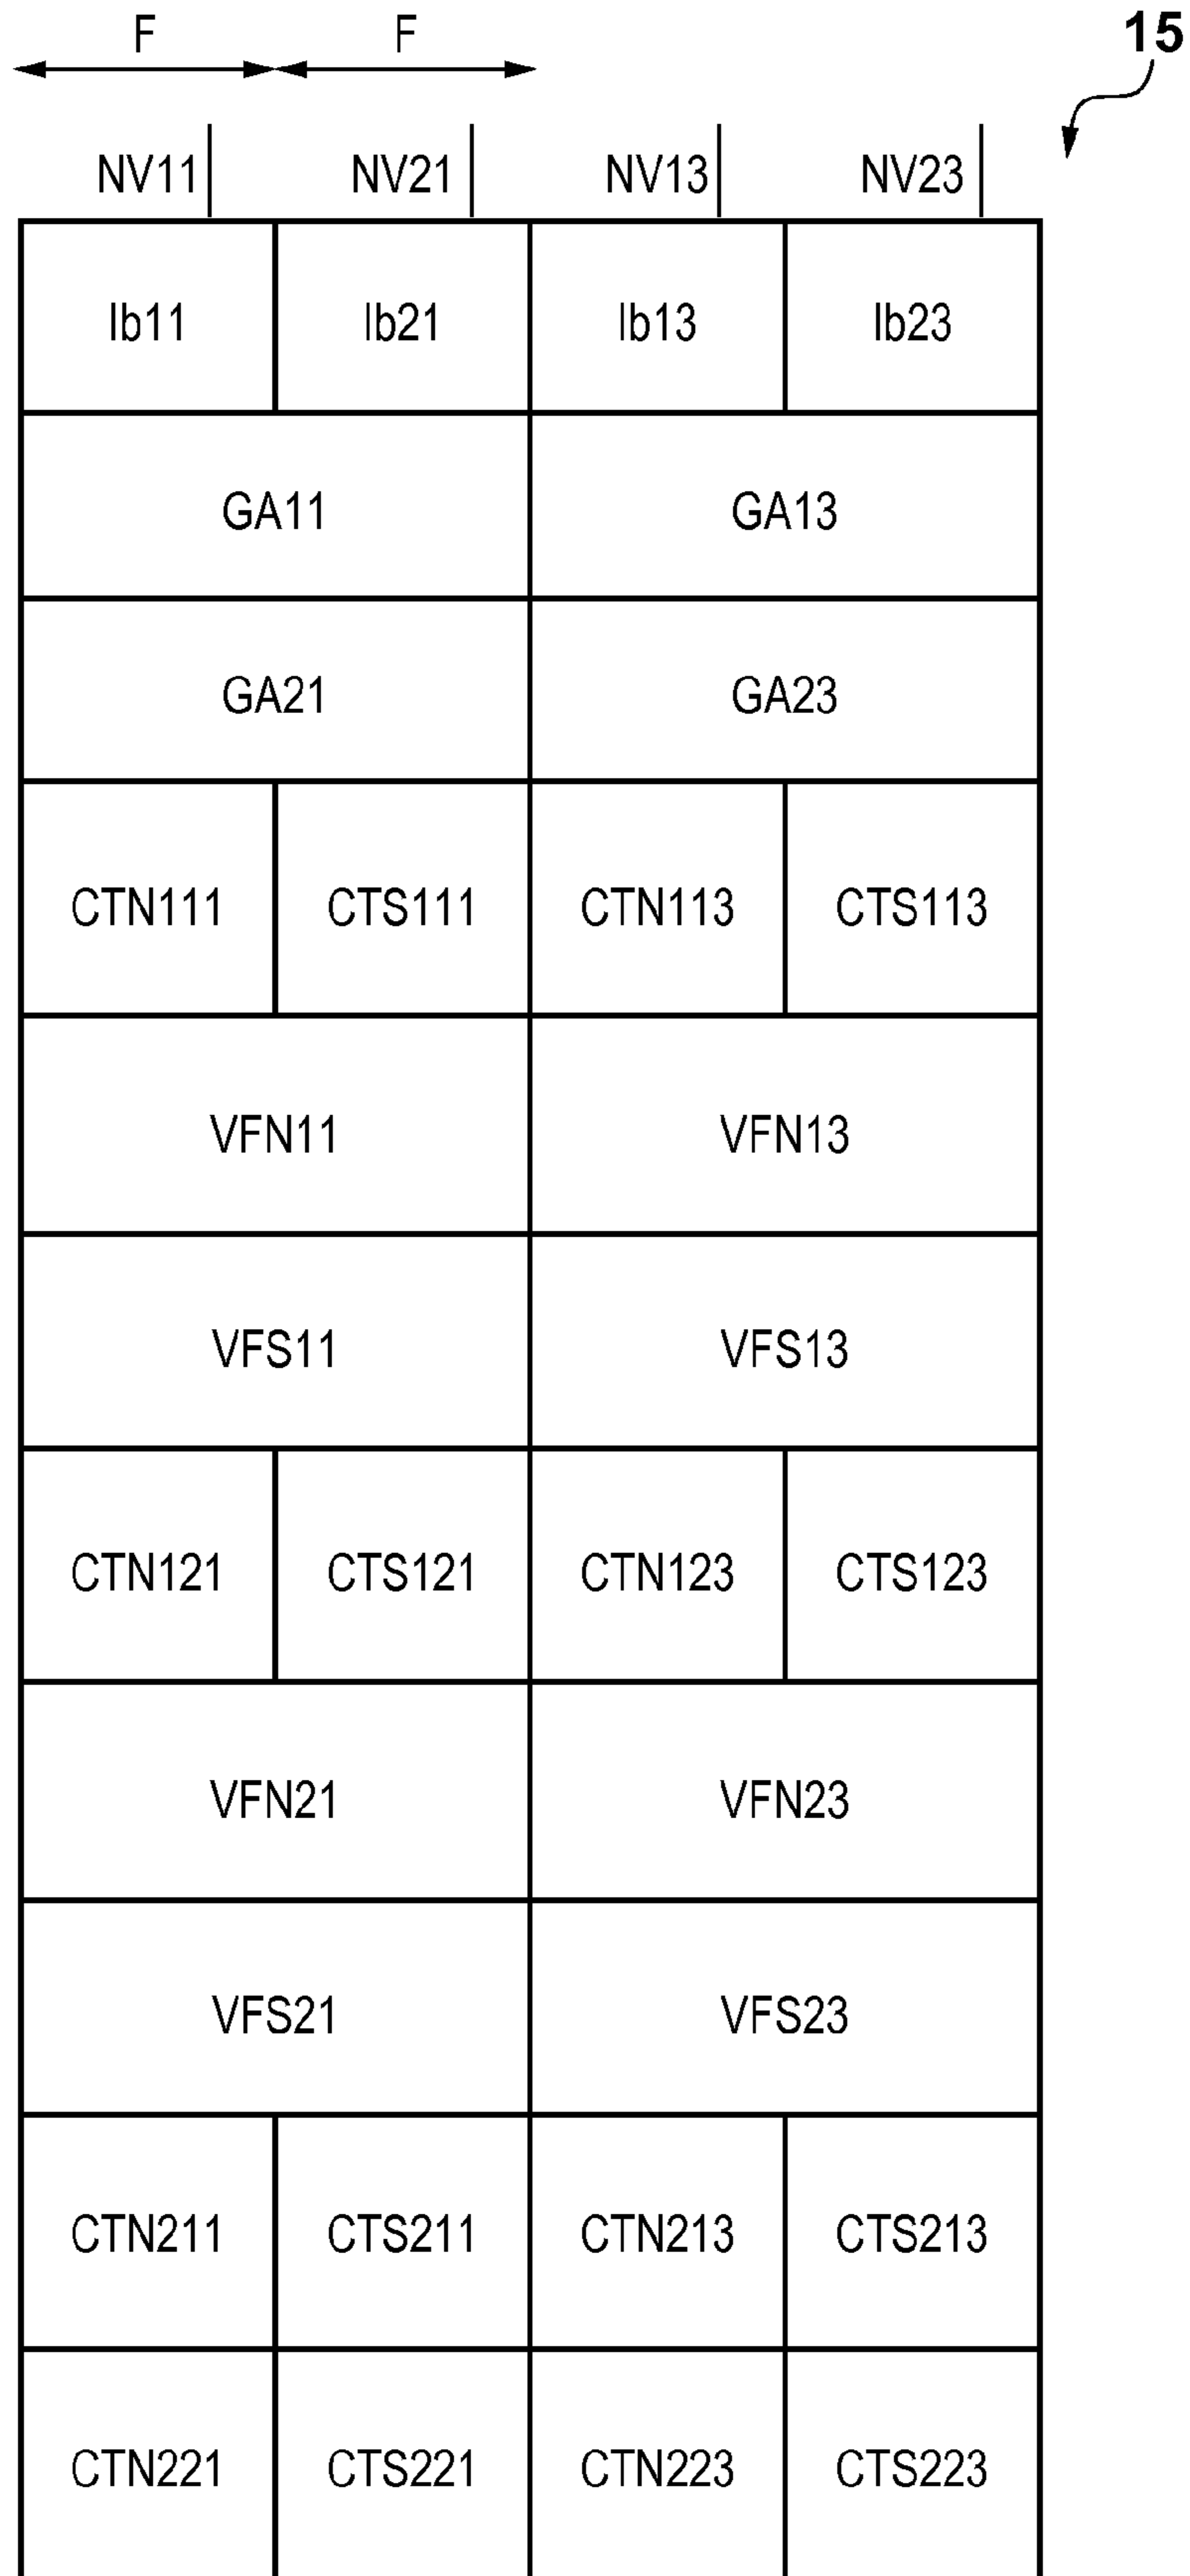 F F 15
NV11 NV21 NV13 NV23
Ib11 Ib21 Ib13 Ib23
GA11 GA13
GA21 GA23
CTN111 CTS111 CTN113 CTS113
VFN11 VFN13
VFS11 VFS13
CTN121 CTS121 CTN123 CTS123
VFN21 VFN23
VFS21 VFS23
CTN211 CTS211 CTN213 CTS213
CTN221 CTS221 CTN223 CTS223